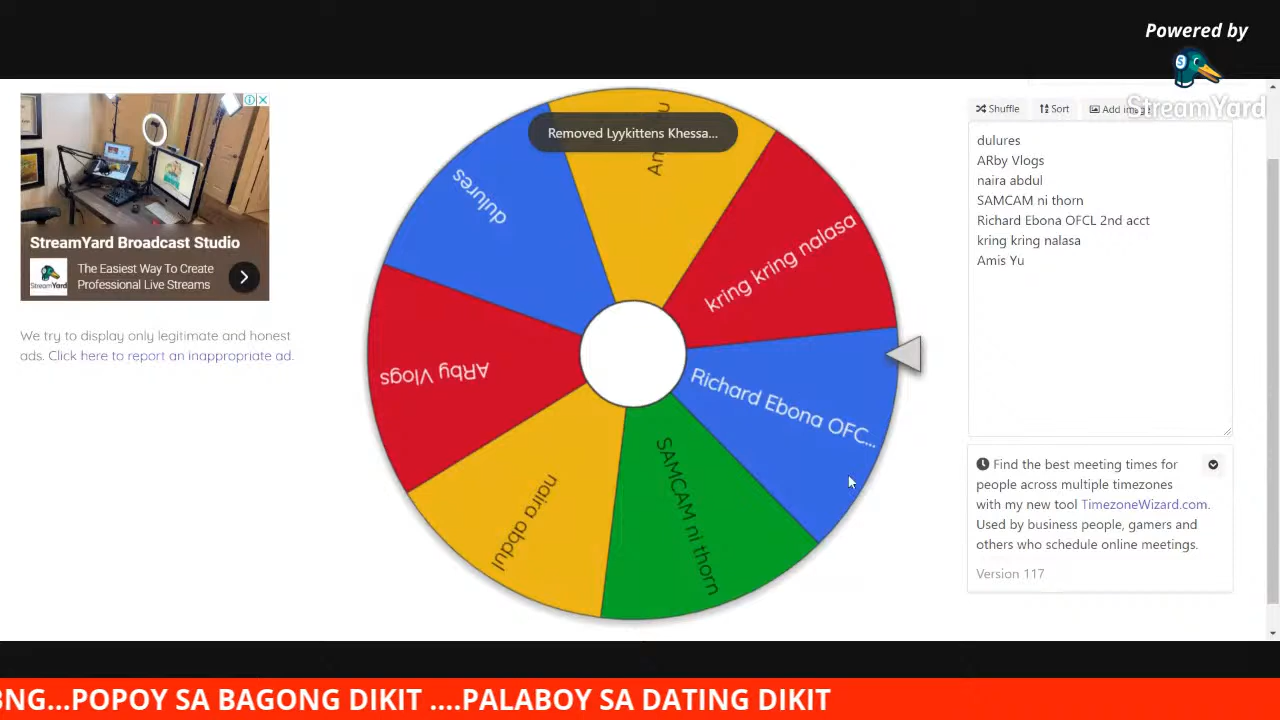 Powered by
StreamYard
StreamYard Broadcast Studio
The Easiest Way To Create
Professional Live Streams
StreamYard
We try to display only legitimate and honest
ads. Click here to report an inappropriate ad.
Removed Lyykittens Khessa...
kring kring nalasa
Richard Ebona OFC...
SAMCAM ni thorn
naira abdul
ARby Vlogs
dulures
Shuffle
Sort
dulures
ARby Vlogs
naira abdul
SAMCAM ni thorn
Richard Ebona OFCL 2nd acct
kring kring nalasa
Amis Yu
Find the best meeting times for
people across multiple timezones
with my new tool TimezoneWizard.com.
Used by business people, gamers and
others who schedule online meetings.
Version 117
...POPOY SA BAGONG DIKIT ....PALABOY SA DATING DIKIT